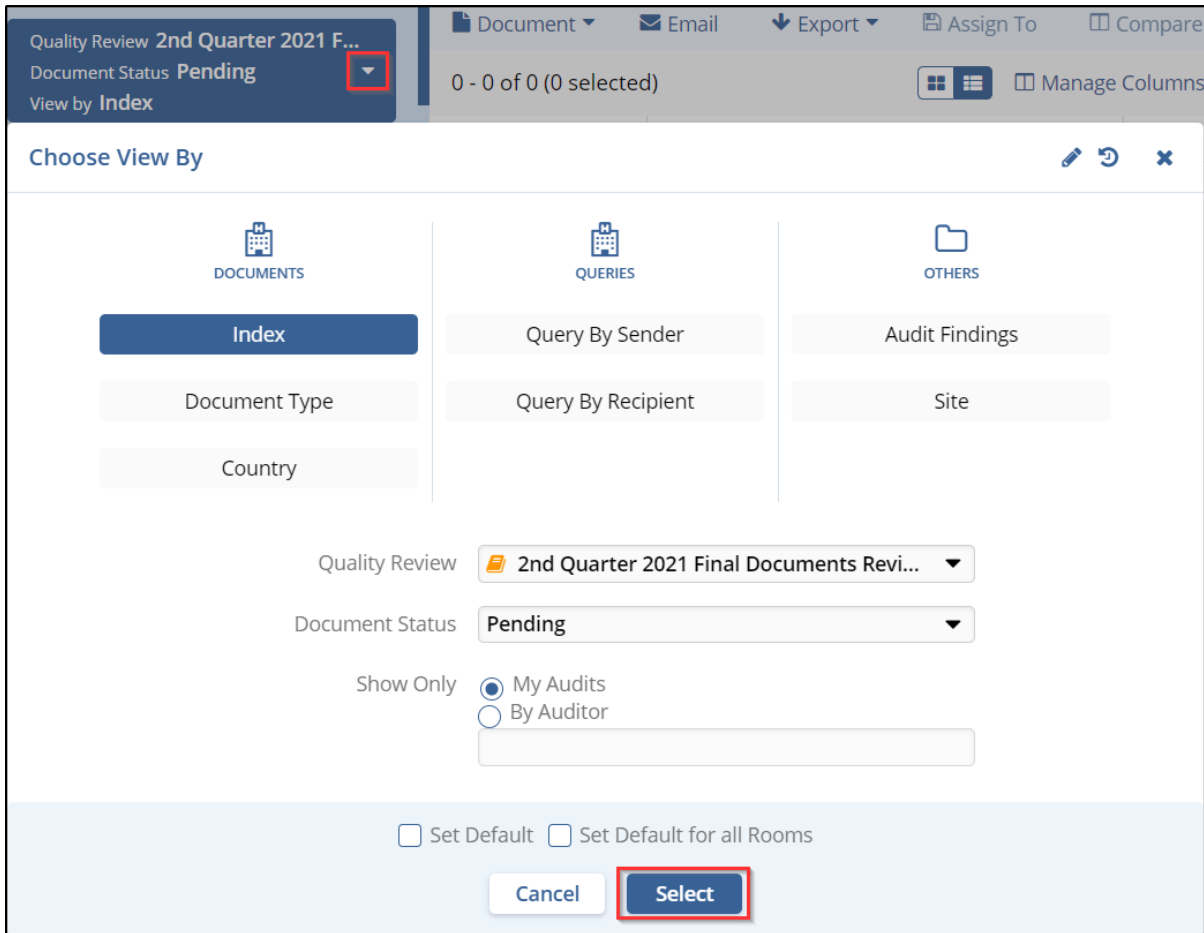 Quality Review 2nd Quarter 2021 F...
Document Status Pending
View by Index
Document
Email
Export
Assign To
Compare
0 - 0 of 0 (0 selected)
Manage Columns
Choose View By
DOCUMENTS
QUERIES
OTHERS
Index
Query By Sender
Audit Findings
Document Type
Query By Recipient
Site
Country
Quality Review
2nd Quarter 2021 Final Documents Revi...
Document Status
Pending
Show Only
My Audits
By Auditor
Set Default
Set Default for all Rooms
Cancel
Select